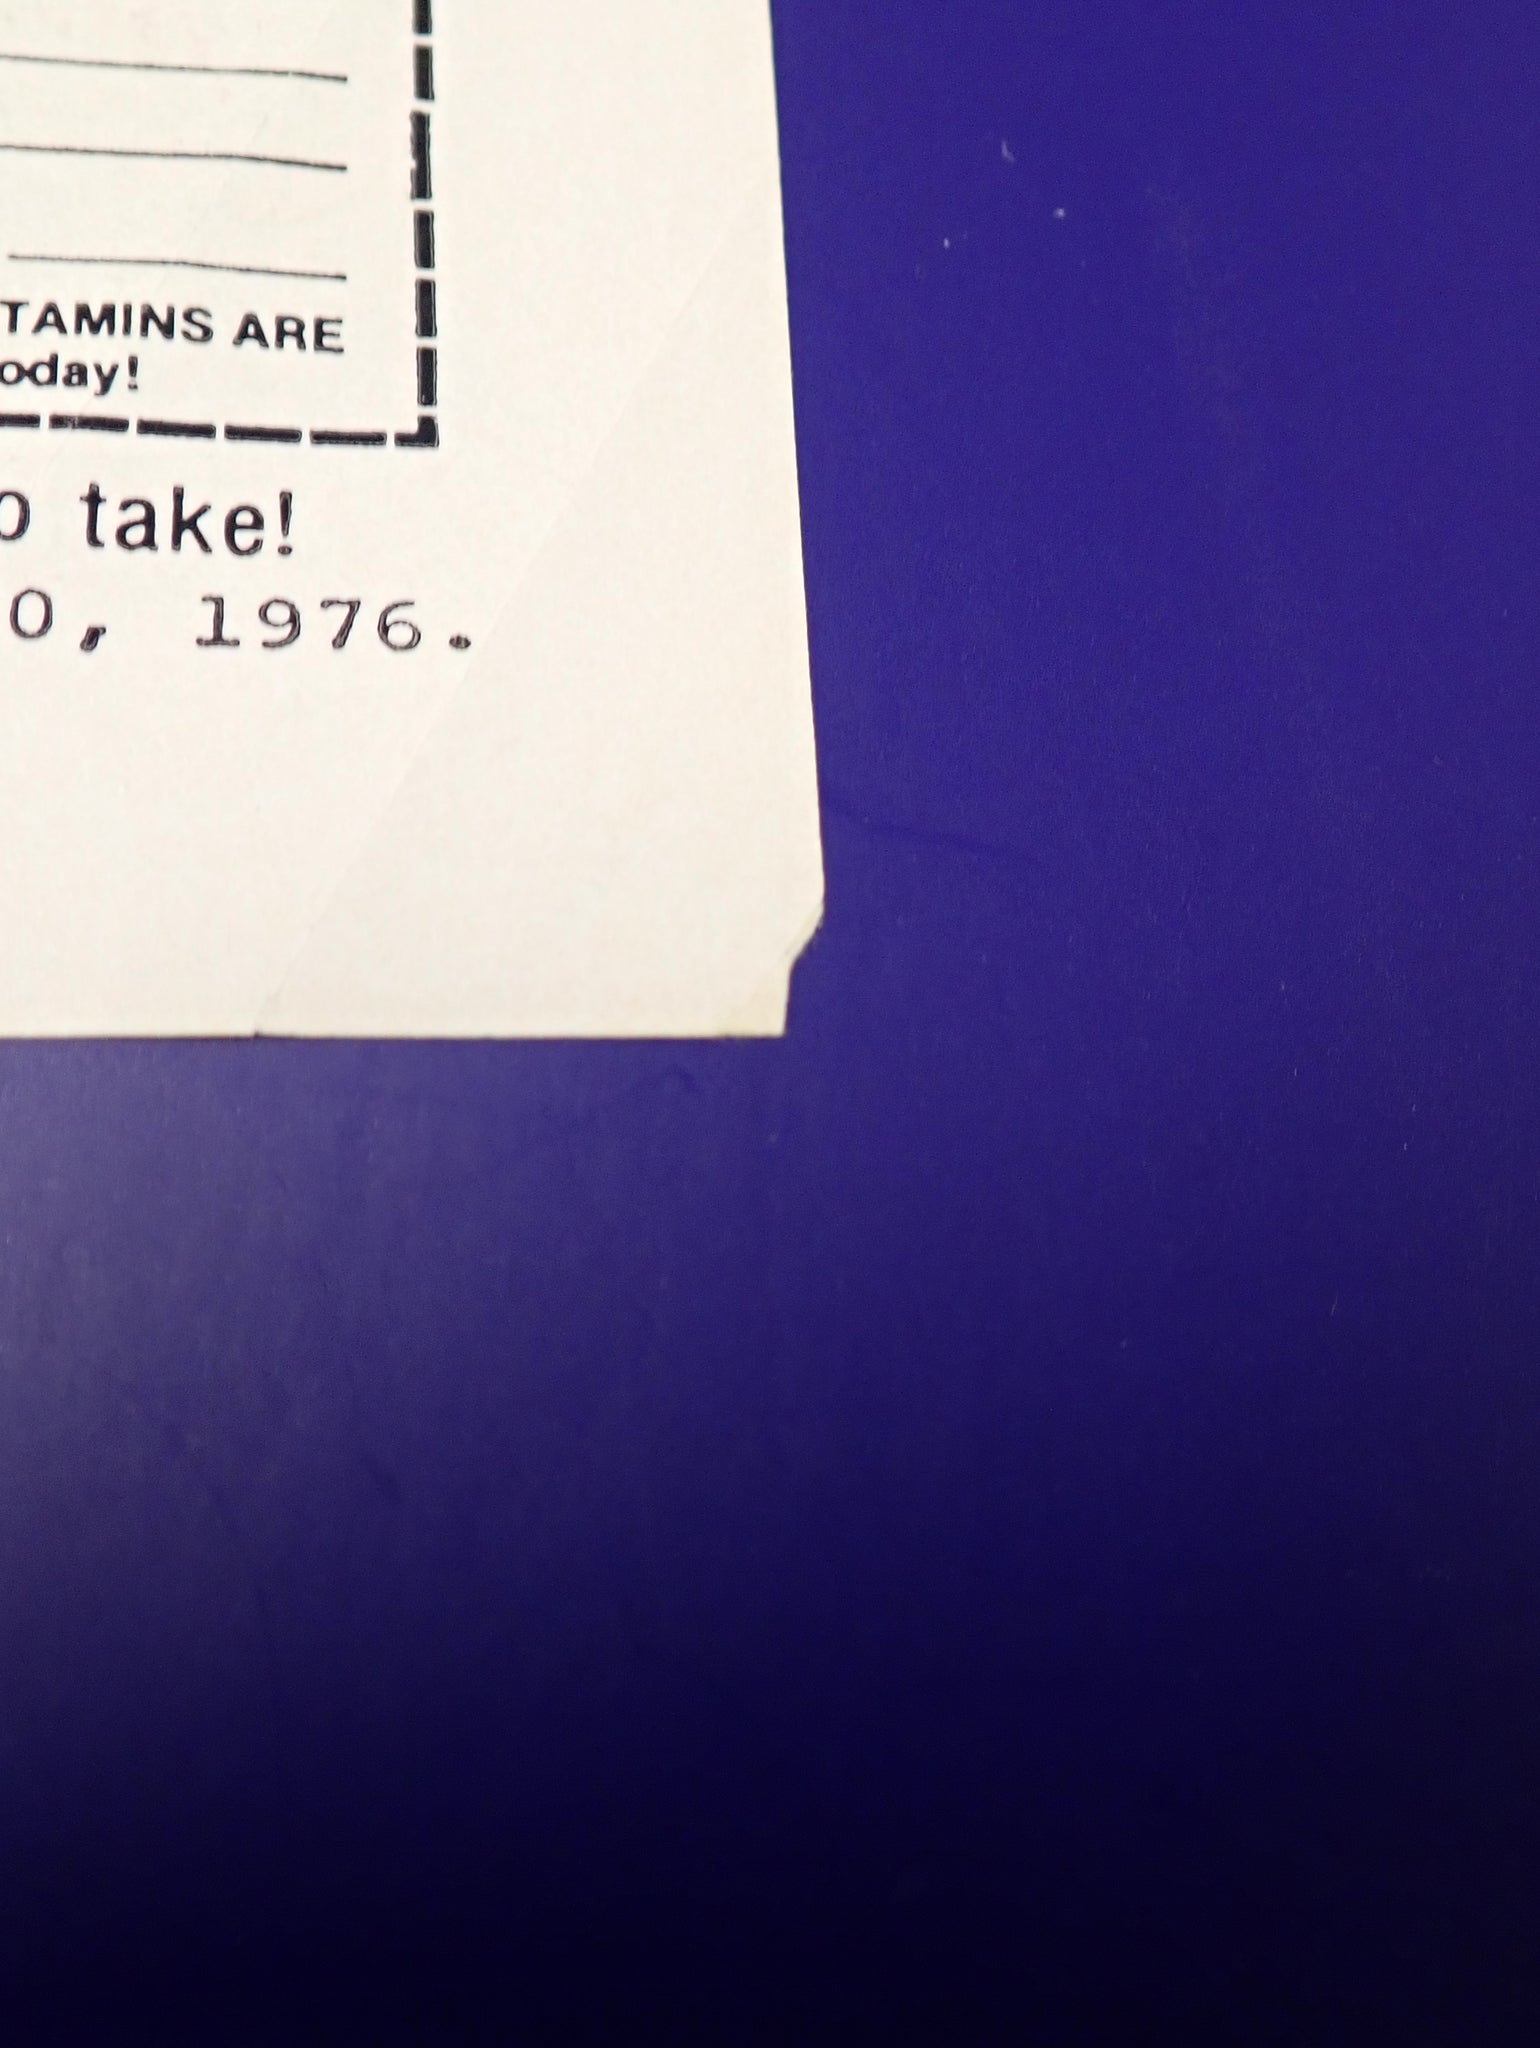 TAMINS ARE
oday!
o take!
0, 1976.